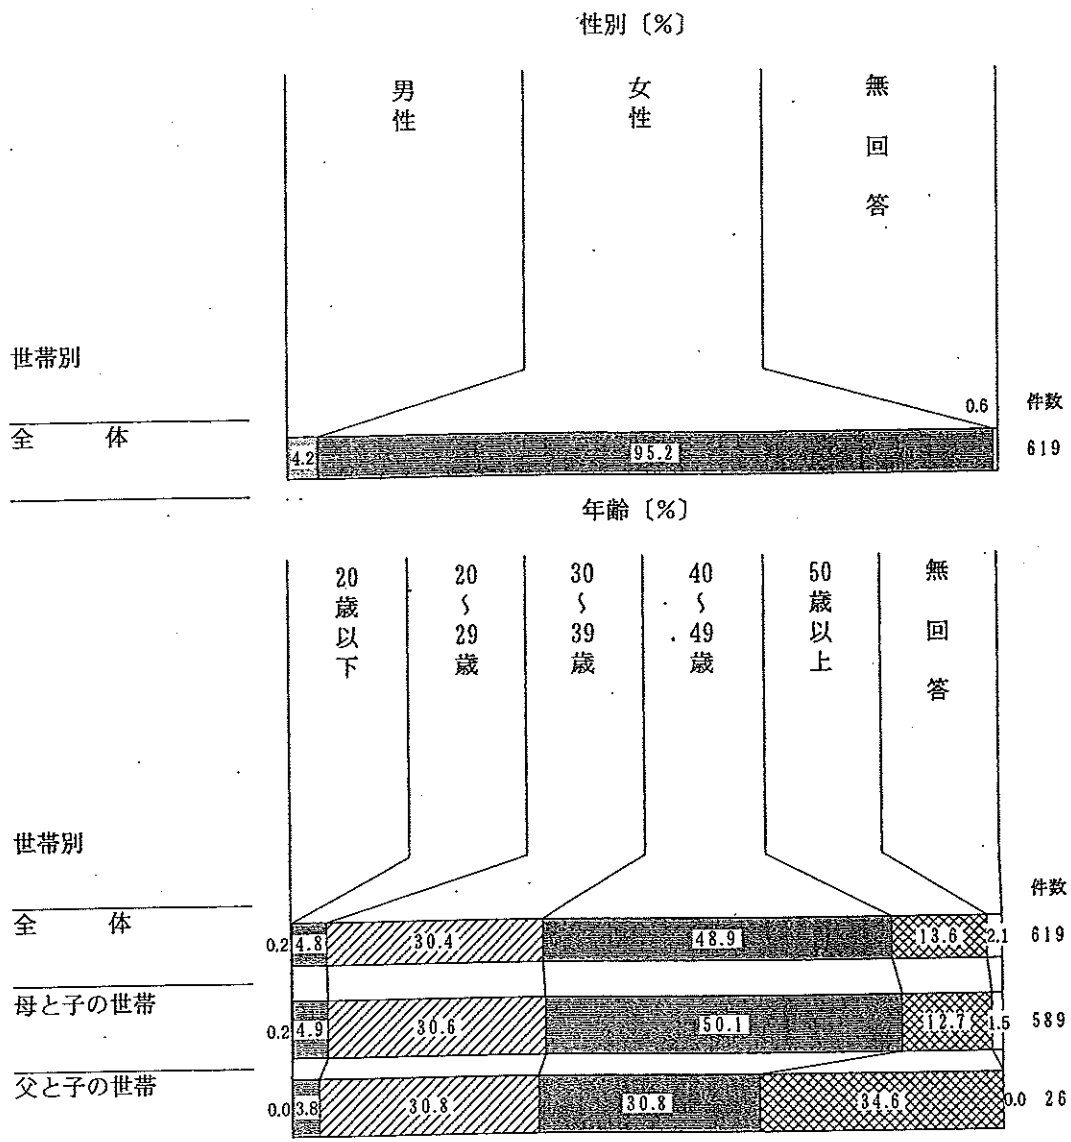 性別〔%〕
男性
女性
無回答
世帯別
0.6 件数
全体 4.2 95.2 619
年齢〔%〕
20歳以下
20〜29歳
30〜39歳
40〜49歳
50歳以上
無回答
世帯別
件数
全体 0.2 4.8 30.4 48.9 13.6 2.1 619
母と子の世帯 0.2 4.9 30.6 50.1 12.7 1.5 589
父と子の世帯 0.0 3.8 30.8 30.8 34.6 0.0 26